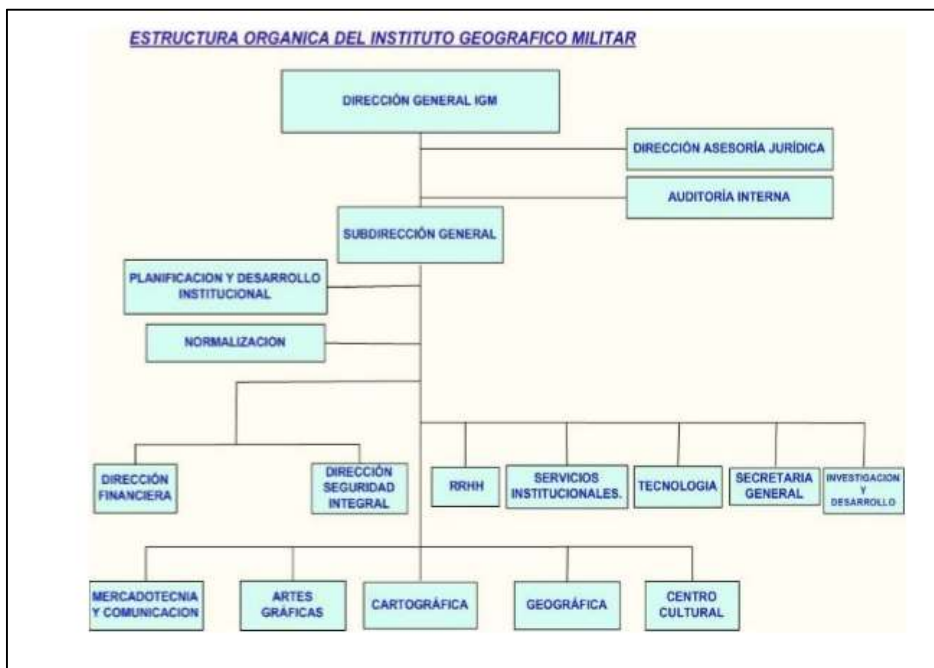 ESTRUCTURA ORGANICA DEL INSTITUTO GEOGRAFICO MILITAR
DIRECCIÓN GENERAL IGM
DIRECCIÓN ASESORÍA JURÍDICA
AUDITORÍA INTERNA
SUBDIRECCIÓN GENERAL
PLANIFICACION Y DESARROLLO
INSTITUCIONAL
NORMALIZACION
DIRECCIÓN
FINANCIERA
DIRECCIÓN
SEGURIDAD
INTEGRAL
RRHH
SERVICIOS
INSTITUCIONALES.
TECNOLOGIA
SECRETARIA
GENERAL
INVESTIGACION
Y
DESARROLLO
MERCADOTECNIA
Y COMUNICACION
ARTES
GRÁFICAS
CARTOGRÁFICA
GEOGRÁFICA
CENTRO
CULTURAL